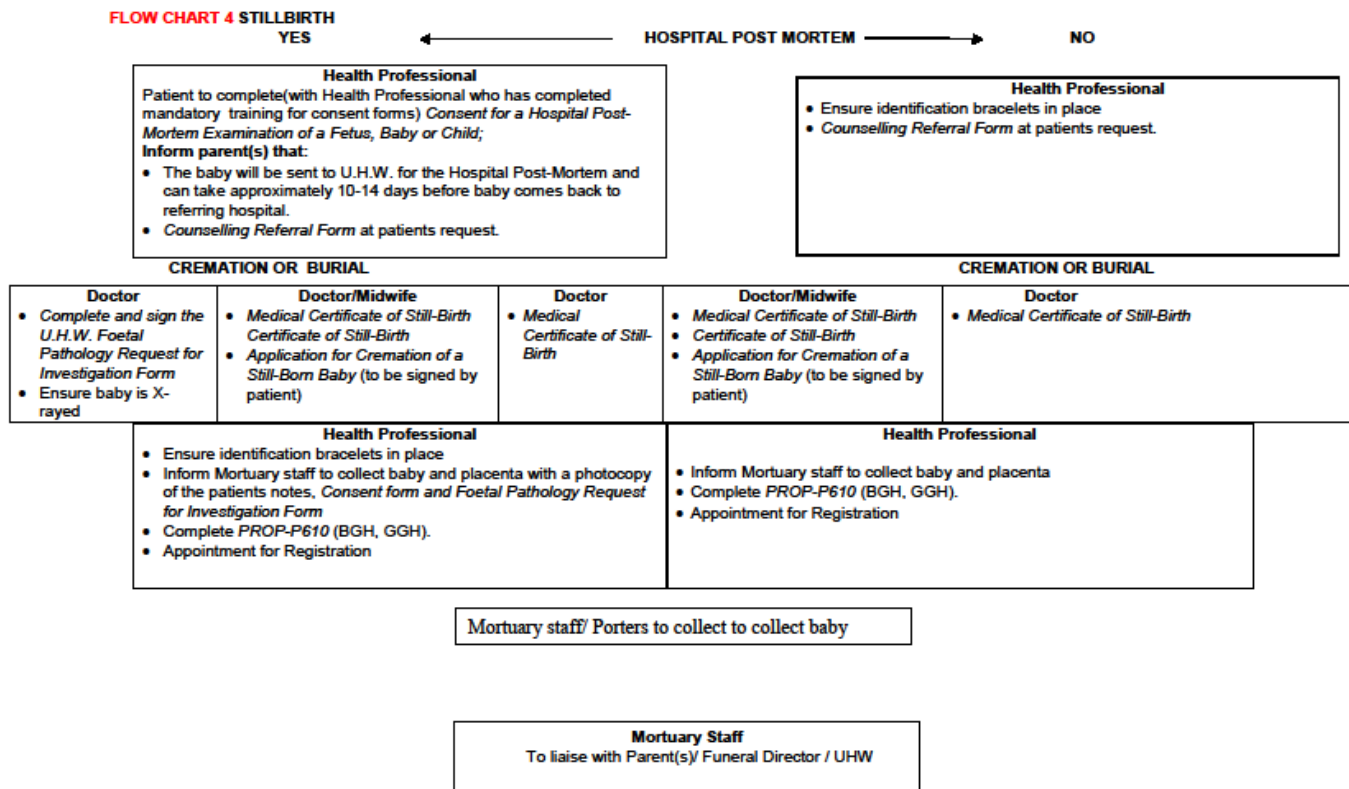 FLOW CHART 4 STILLBIRTH
YES
HOSPITAL POST MORTEM
NO
Health Professional
Patient to complete(with Health Professional who has completed
mandatory training for consent forms) Consent for a Hospital Post-
Mortem Examination of a Fetus, Baby or Child;
Inform parent(s) that:
• The baby will be sent to U.H.W. for the Hospital Post-Mortem and
can take approximately 10-14 days before baby comes back to
referring hospital.
• Counselling Referral Form at patients request.
Health Professional
• Ensure identification bracelets in place
• Counselling Referral Form at patients request.
CREMATION OR BURIAL
CREMATION OR BURIAL
Doctor
• Complete and sign the
U.H.W. Foetal
Pathology Request for
Investigation Form
• Ensure baby is X-
rayed
Doctor/Midwife
• Medical Certificate of Still-Birth
Certificate of Still-Birth
• Application for Cremation of a
Still-Born Baby (to be signed by
patient)
Doctor
• Medical
Certificate of Still-
Birth
Doctor/Midwife
• Medical Certificate of Still-Birth
• Certificate of Still-Birth
• Application for Cremation of a
Still-Born Baby (to be signed by
patient)
Doctor
• Medical Certificate of Still-Birth
Health Professional
• Ensure identification bracelets in place
• Inform Mortuary staff to collect baby and placenta with a photocopy
of the patients notes, Consent form and Foetal Pathology Request
for Investigation Form
• Complete PROP-P610 (BGH, GGH).
• Appointment for Registration
Health Professional
• Inform Mortuary staff to collect baby and placenta
• Complete PROP-P610 (BGH, GGH).
• Appointment for Registration
Mortuary staff/ Porters to collect to collect baby
Mortuary Staff
To liaise with Parent(s)/ Funeral Director / UHW